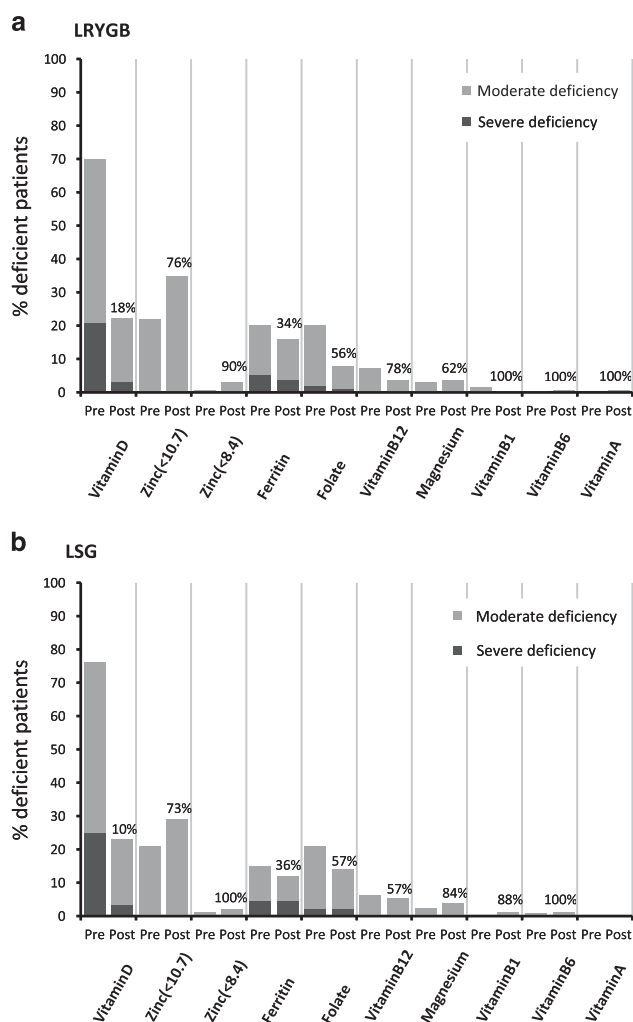 a
LRYGB
100
90
80
70
60
50
40
30
20
10
0
% deficient patients
Moderate deficiency
Severe deficiency
18%
76%
90%
34%
56%
78%
62%
100%
100%
100%
Pre Post Pre Post Pre Post Pre Post Pre Post Pre Post Pre Post Pre Post Pre Post Pre Post
VitaminD
Zinc(<10.7)
Zinc(<8.4)
Ferritin
Folate
VitaminB12
Magnesium
VitaminB1
VitaminB6
VitaminA
b
LSG
100
90
80
70
60
50
40
30
20
10
0
% deficient patients
Moderate deficiency
Severe deficiency
10%
73%
100%
36%
57%
57%
84%
88%
100%
Pre Post Pre Post Pre Post Pre Post Pre Post Pre Post Pre Post Pre Post Pre Post Pre Post
VitaminD
Zinc(<10.7)
Zinc(<8.4)
Ferritin
Folate
VitaminB12
Magnesium
VitaminB1
VitaminB6
VitaminA